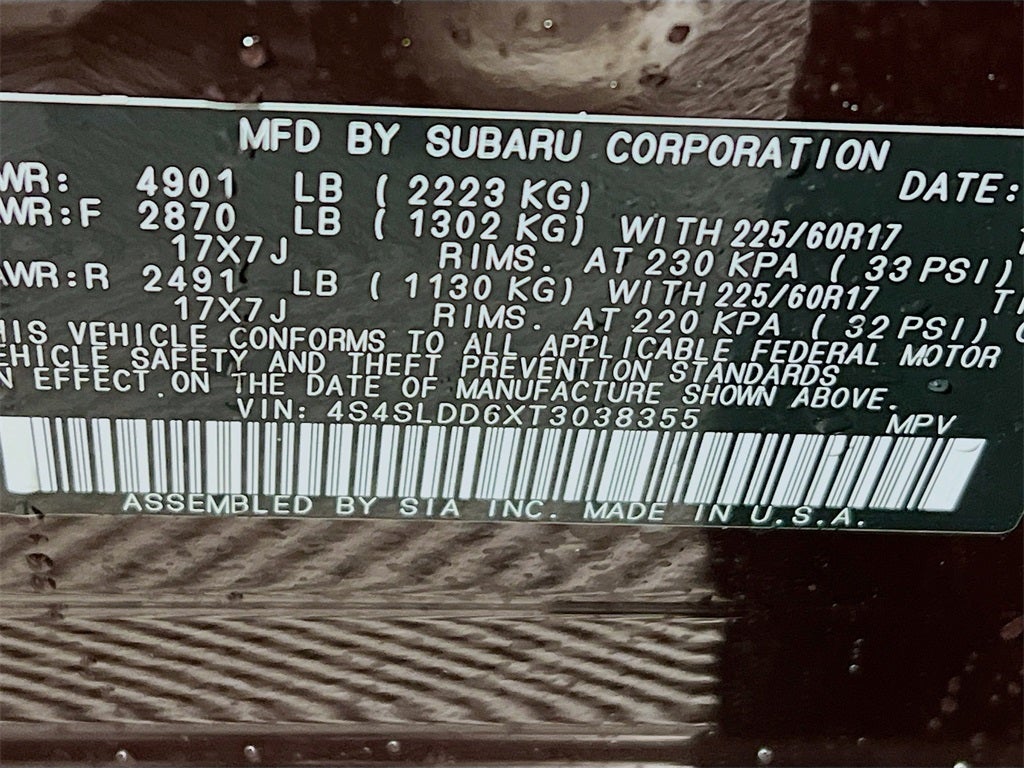 MFD BY SUBARU CORPORATION
WR: 4901 LB ( 2223 KG) DATE:
WR:F 2870 LB ( 1302 KG) WITH 225/60R17
17X7J RIMS. AT 230 KPA ( 33 PSI)
AWR:R 2491 LB ( 1130 KG) WITH 225/60R17 TI
17X7J RIMS. AT 220 KPA ( 32 PSI)
HIS VEHICLE CONFORMS TO ALL APPLICABLE FEDERAL MOTOR
EHICLE SAFETY AND THEFT PREVENTION STANDARDS
N EFFECT ON THE DATE OF MANUFACTURE SHOWN ABOVE.
VIN: 4S4SLDD6XT3038355 MPV
ASSEMBLED BY SIA INC. MADE IN U.S.A.